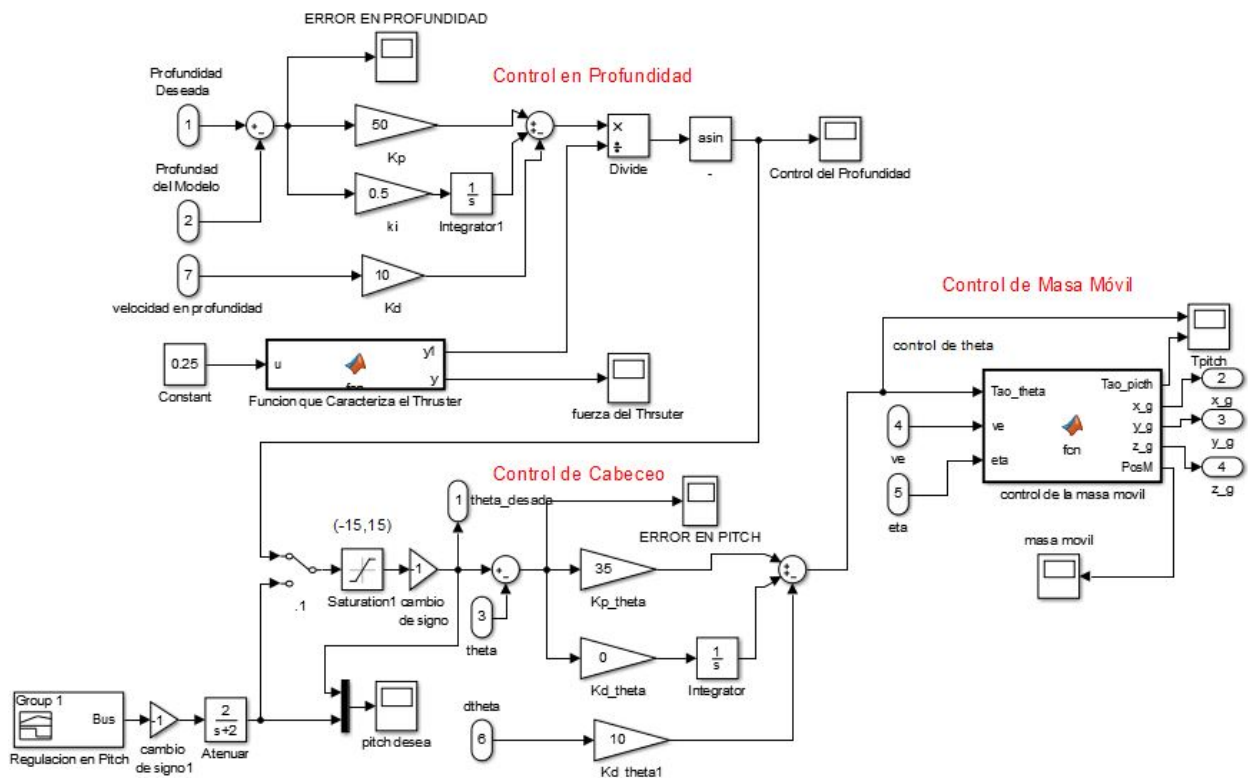 ERROR EN PROFUNDIDAD
Control en Profundidad
Profundidad
Deseada
1
+
-
50
Kp
+
+
-
×
÷
Divide
asin
-
Control del Profundidad
Profundad
del Modelo
2
0.5
ki
1
s
Integrator1
7
velocidad en profundidad
10
Kd
0.25
Constant
u
y1
y
Funcion que Caracteriza el Thruster
fuerza del Thrsuter
Control de Masa Móvil
control de theta
Tpitch
Tao_theta
ve
eta
fcn
Tao_picth
x_g
y_g
z_g
PosM
control de la masa movil
4
ve
5
eta
2
x_g
3
y_g
4
z_g
masa movil
Control de Cabeceo
1
theta_desada
ERROR EN PITCH
(-15,15)
.1
Saturation1
-1
cambio
de signo
+
-
3
theta
35
Kp_theta
+
+
-
0
Kd_theta
1
s
Integrator
dtheta
6
10
Kd_theta1
Group 1
Bus
Regulacion en Pitch
-1
cambio
de signo1
2
s+2
Atenuar
pitch desea